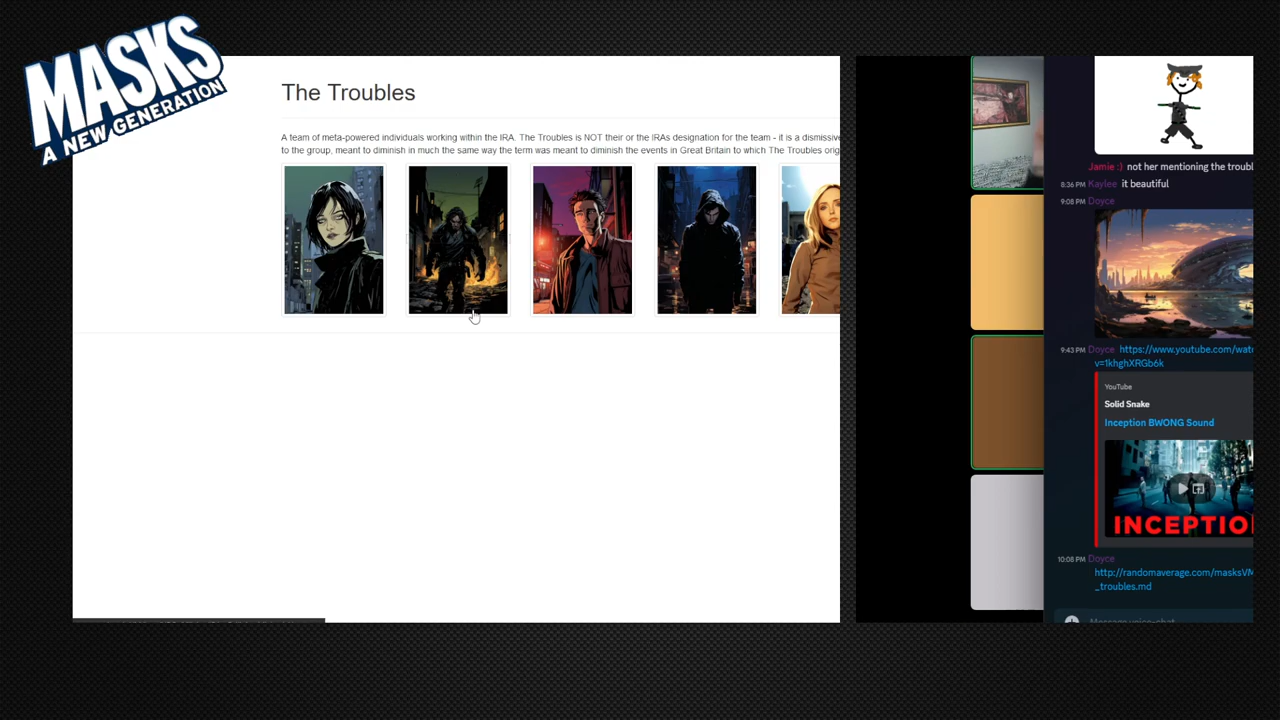 MASKS
A NEW GENERATION
The Troubles
A team of meta-powered individuals working within the IRA. The Troubles is NOT their or the IRAs designation for the team - it is a dismissive
to the group, meant to diminish in much the same way the term was meant to diminish the events in Great Britain to which The Troubles orig
Jamie :) not her mentioning the troubl
8:36 PM Kaylee it beautiful
9:08 PM Doyce
9:43 PM Doyce https://www.youtube.com/wat
v=1khghXRGb6k
YouTube
Solid Snake
Inception BWONG Sound
INCEPTIO
10:08 PM Doyce
http://randomaverage.com/masksVM
_troubles.md
Message voice-chat